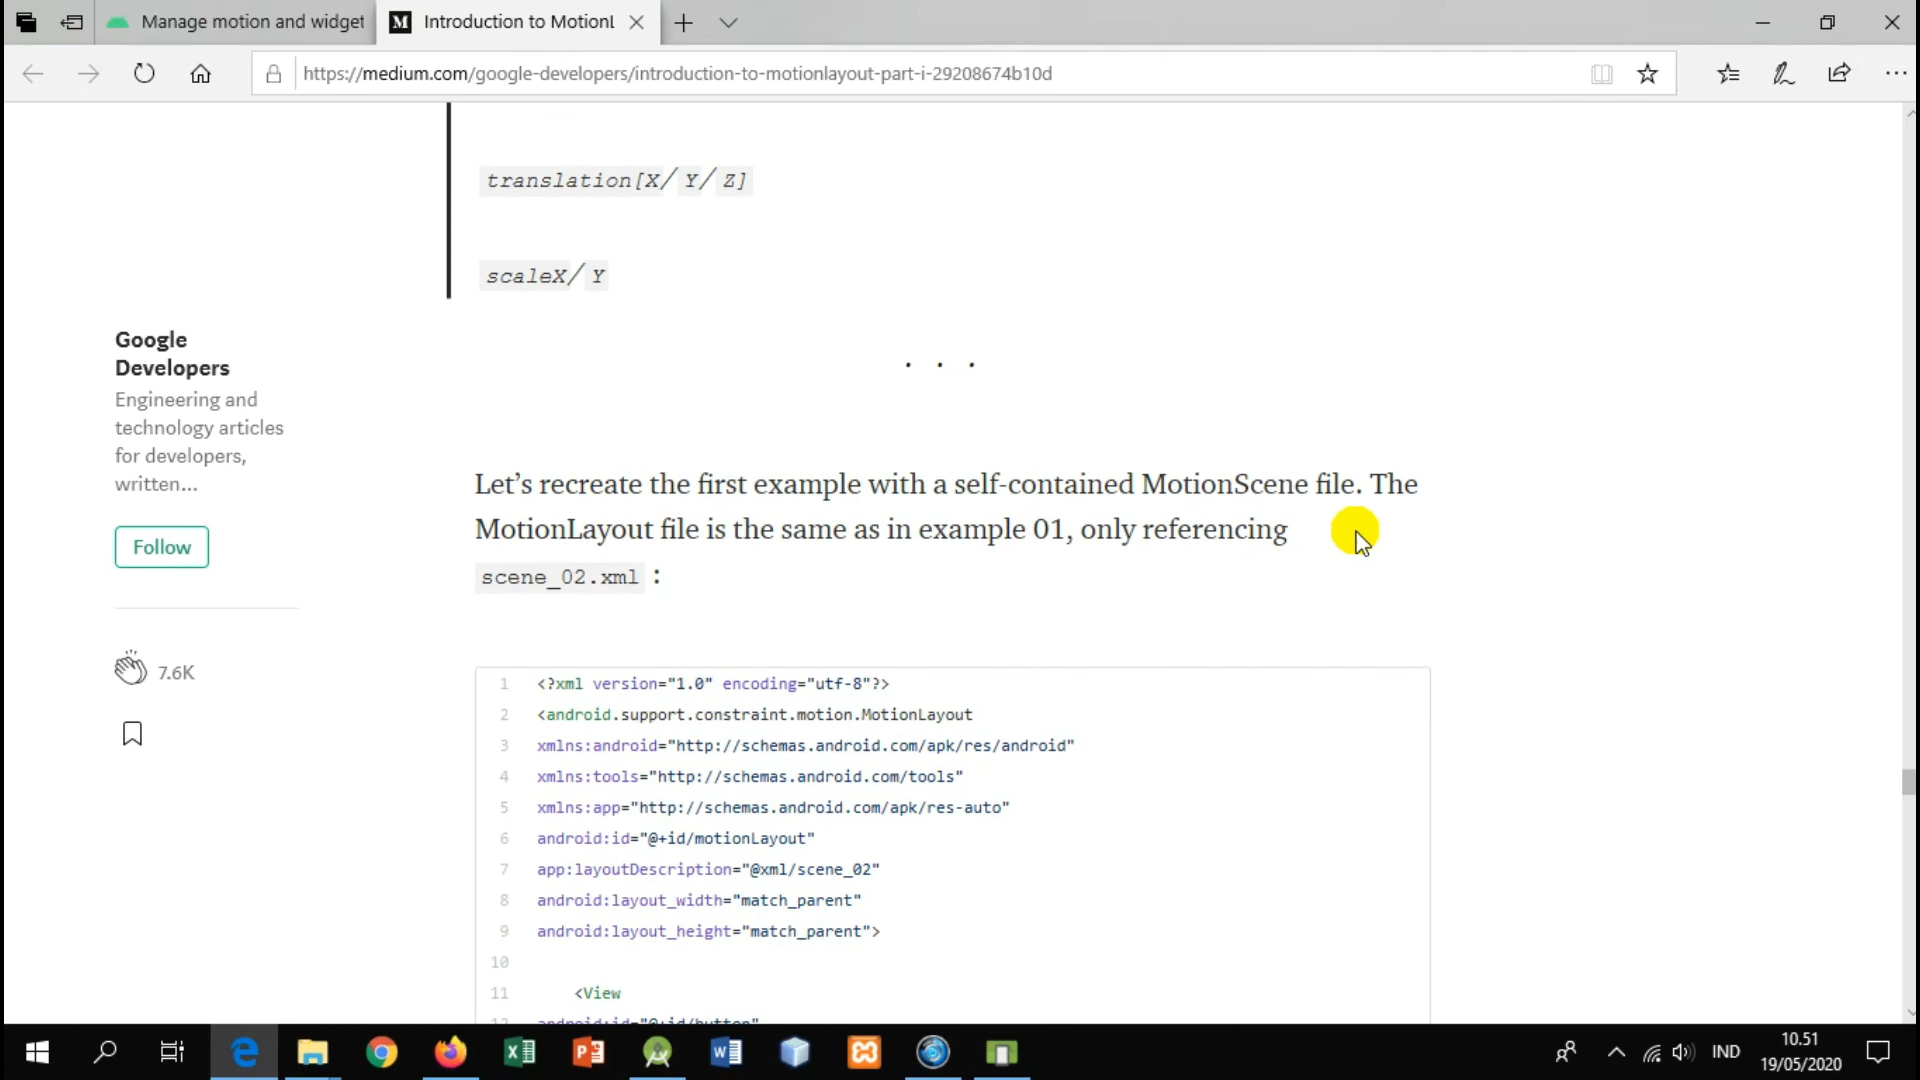 Manage motion and widget
Introduction to MotionL
https://medium.com/google-developers/introduction-to-motionlayout-part-i-29208674b10d
translation[X/Y/Z]
scaleX/Y
Google
Developers
Engineering and
technology articles
for developers,
written...
Follow
7.6K
. . .
Let's recreate the first example with a self-contained MotionScene file. The
MotionLayout file is the same as in example 01, only referencing
scene_02.xml :
1 <?xml version="1.0" encoding="utf-8"?>
2 <android.support.constraint.motion.MotionLayout
3 xmlns:android="http://schemas.android.com/apk/res/android"
4 xmlns:tools="http://schemas.android.com/tools"
5 xmlns:app="http://schemas.android.com/apk/res-auto"
6 android:id="@+id/motionLayout"
7 app:layoutDescription="@xml/scene_02"
8 android:layout_width="match_parent"
9 android:layout_height="match_parent">
10
11 <View
12 android:id="@+id/button"
IND
10.51
19/05/2020